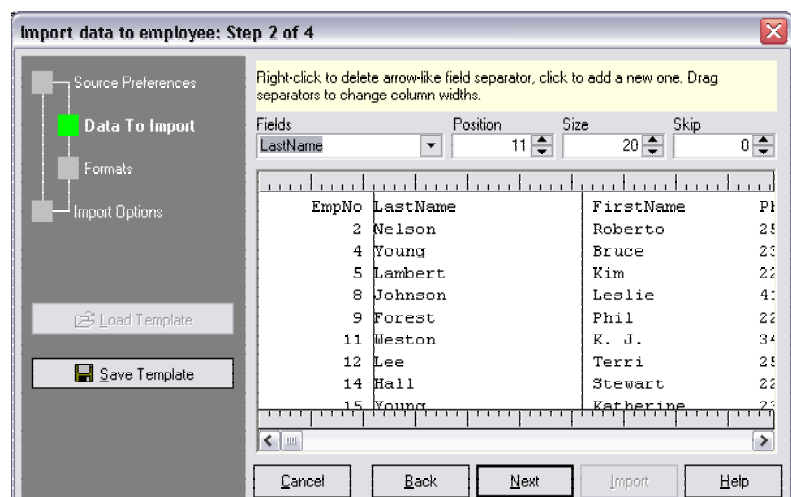 Import data to employee: Step 2 of 4
Source Preferences
Data To Import
Formats
Import Options
Load Template
Save Template
Right-click to delete arrow-like field separator, click to add a new one. Drag
separators to change column widths.
Fields Position Size Skip
LastName 11 20 0
EmpNo LastName FirstName
2 Nelson Roberto
4 Young Bruce
5 Lambert Kim
8 Johnson Leslie
9 Forest Phil
11 Weston K. J.
12 Lee Terri
14 Hall Stewart
15 Young Katherine
Cancel Back Next Import Help